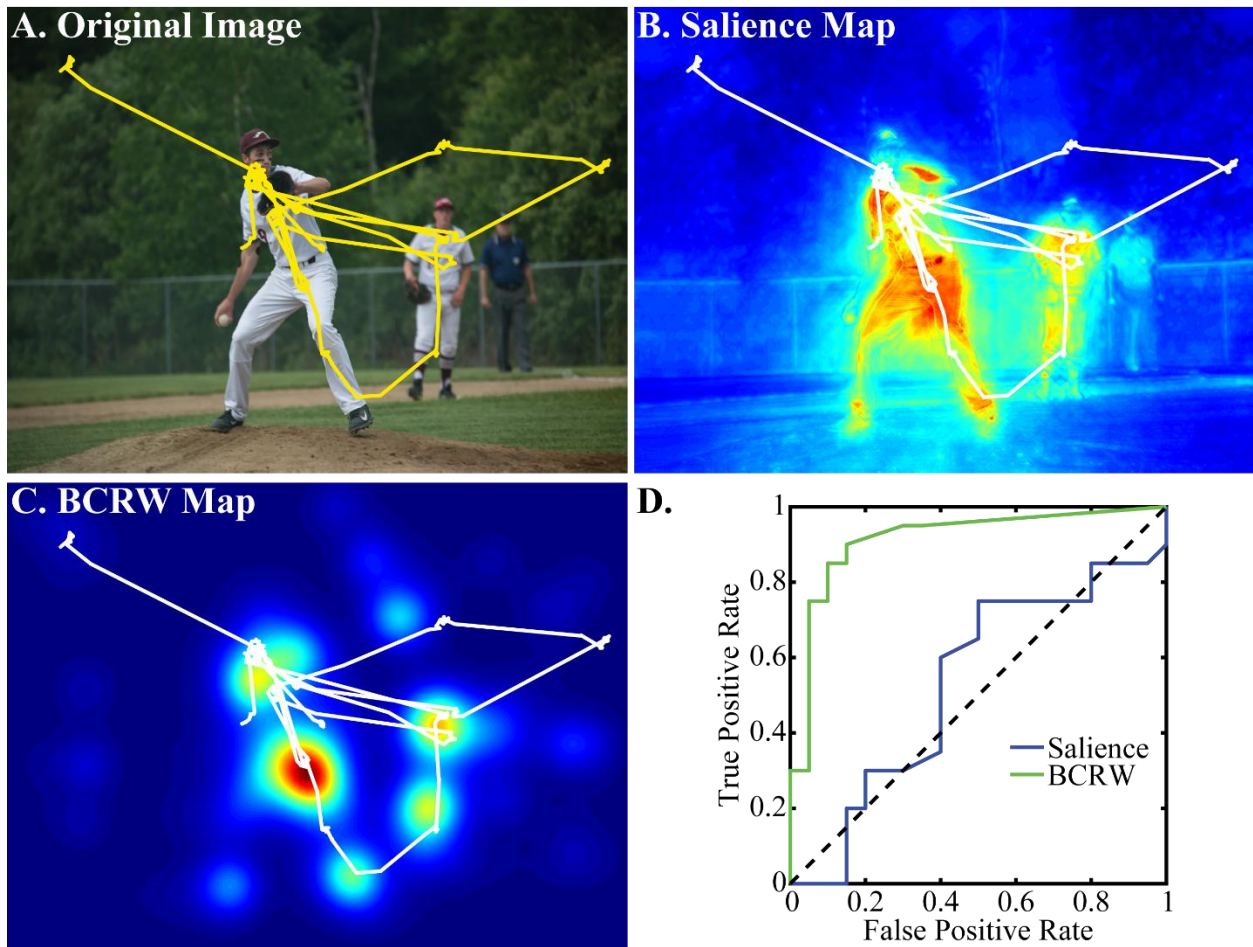 A. Original Image
B. Salience Map
C. BCRW Map
D.
1
0.8
0.6
0.4
0.2
0
True Positive Rate
Salience
BCRW
0
0.2
0.4
0.6
0.8
1
False Positive Rate